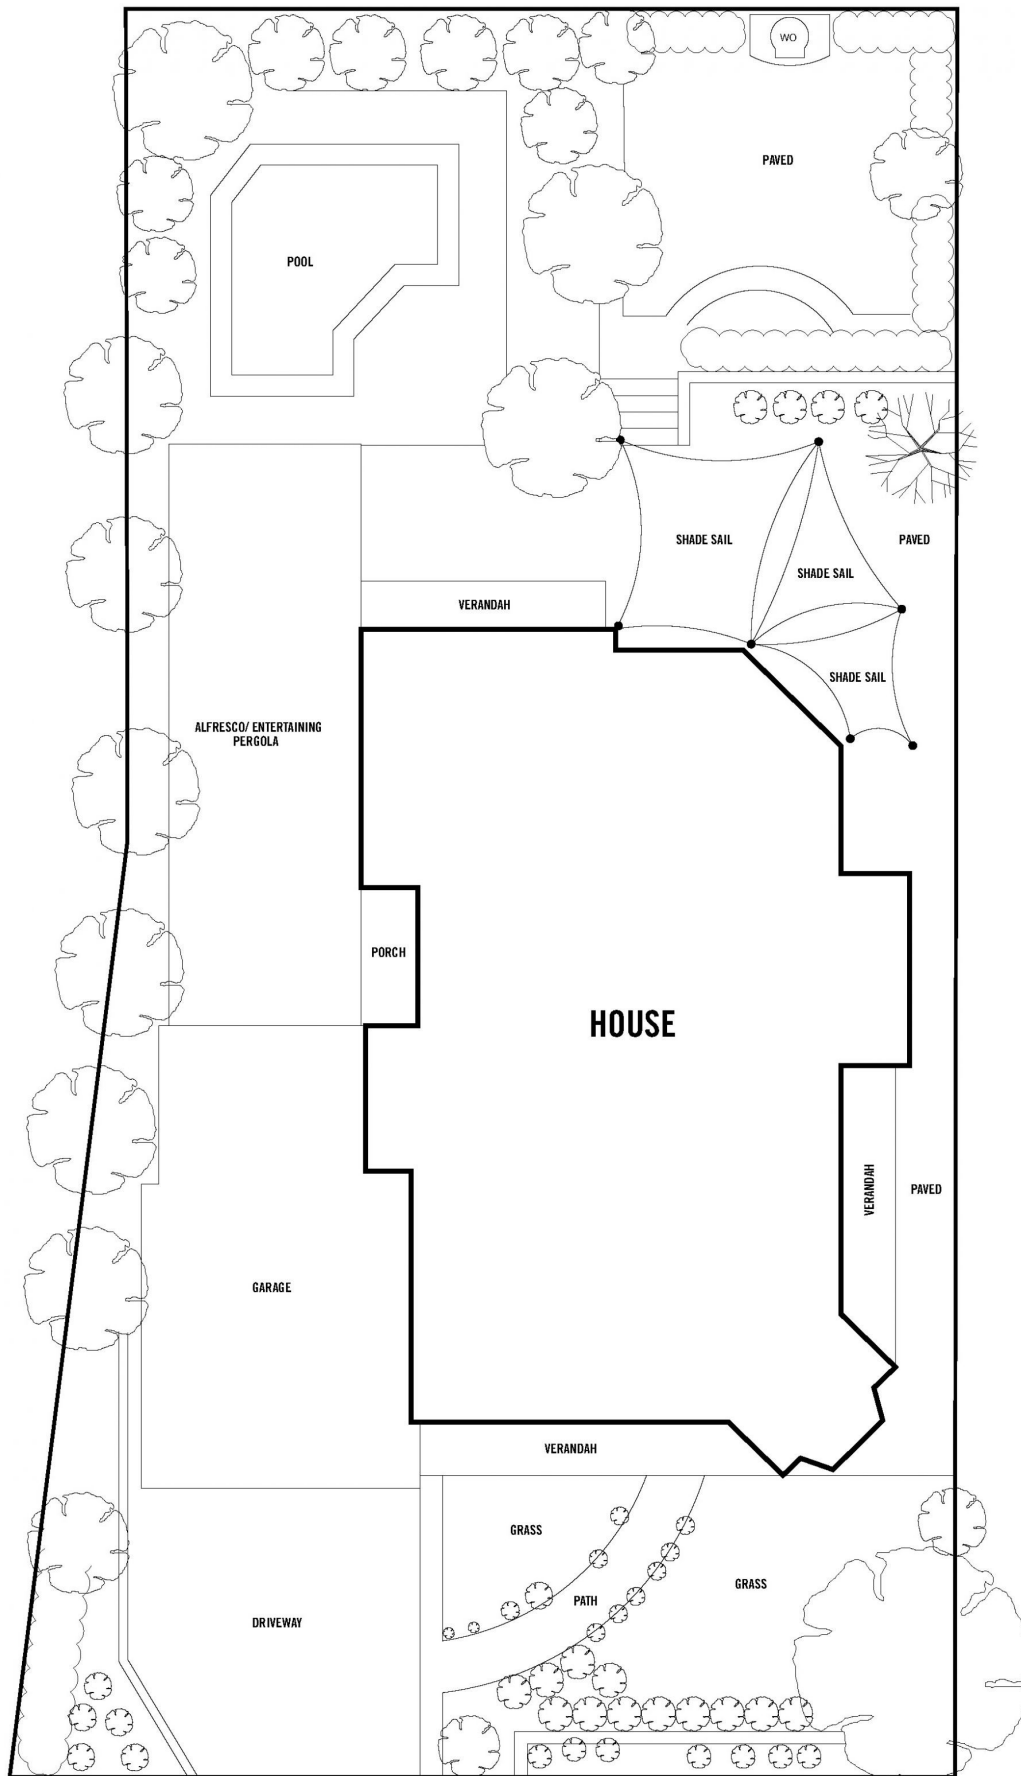 WO
PAVED
POOL
SHADE SAIL
PAVED
SHADE SAIL
VERANDAH
SHADE SAIL
ALFRESCO/ ENTERTAINING
PERGOLA
PORCH
HOUSE
VERANDAH
PAVED
GARAGE
VERANDAH
GRASS
GRASS
PATH
DRIVEWAY